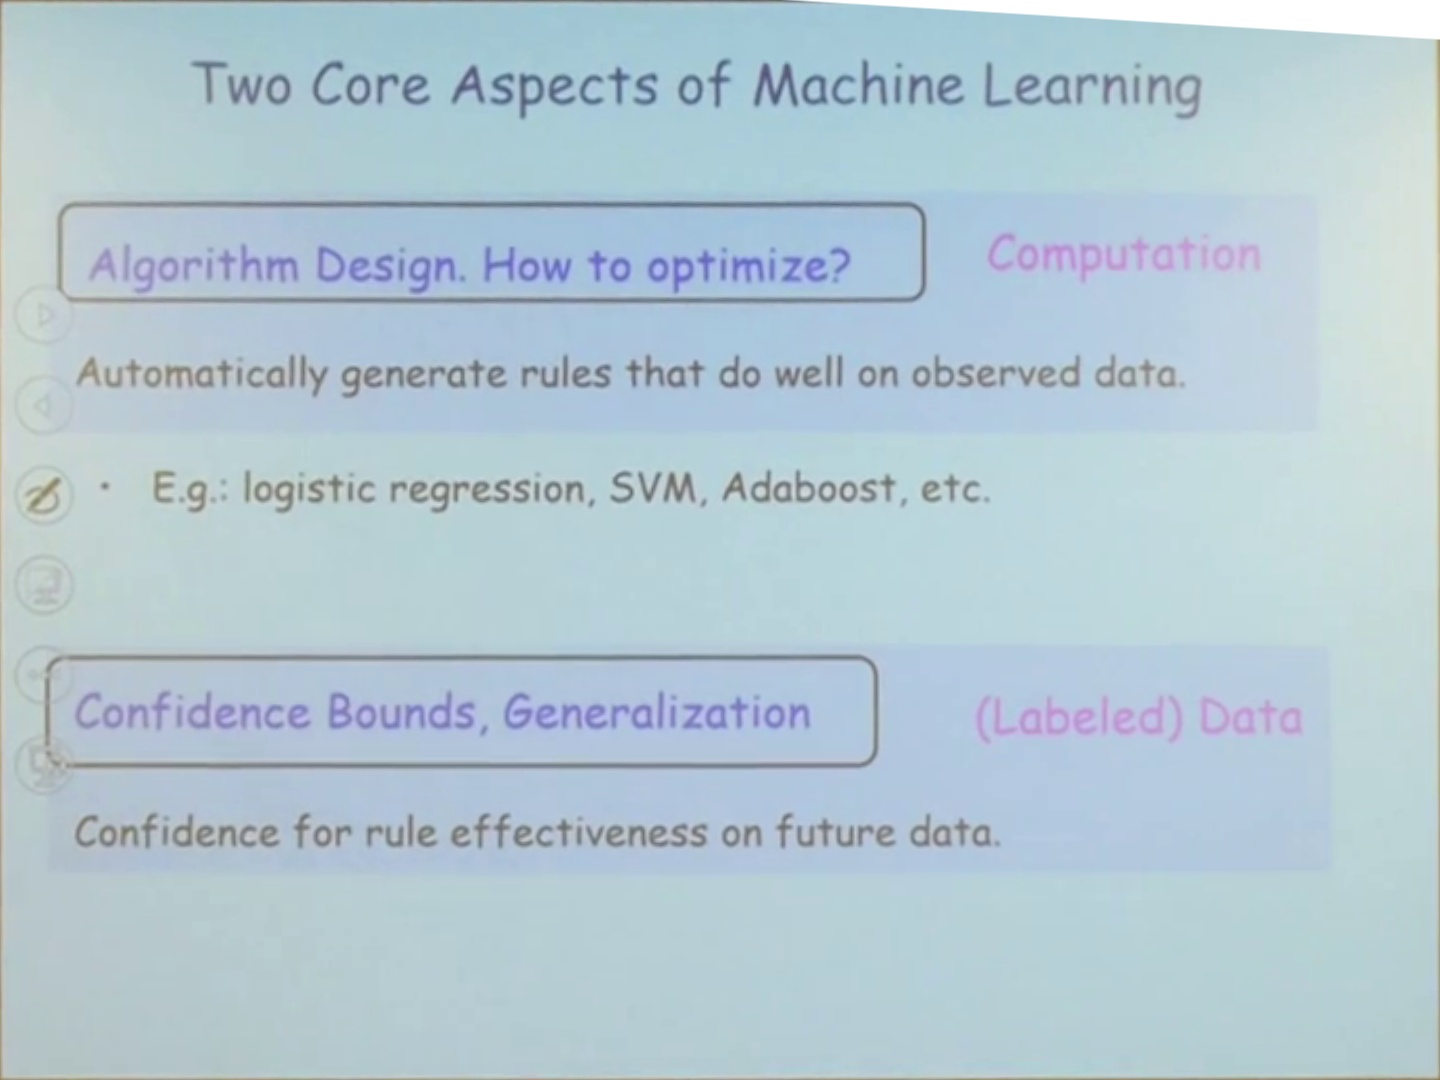 Two Core Aspects of Machine Learning
Algorithm Design. How to optimize?
Computation
Automatically generate rules that do well on observed data.
· E.g.: logistic regression, SVM, Adaboost, etc.
Confidence Bounds, Generalization
(Labeled) Data
Confidence for rule effectiveness on future data.